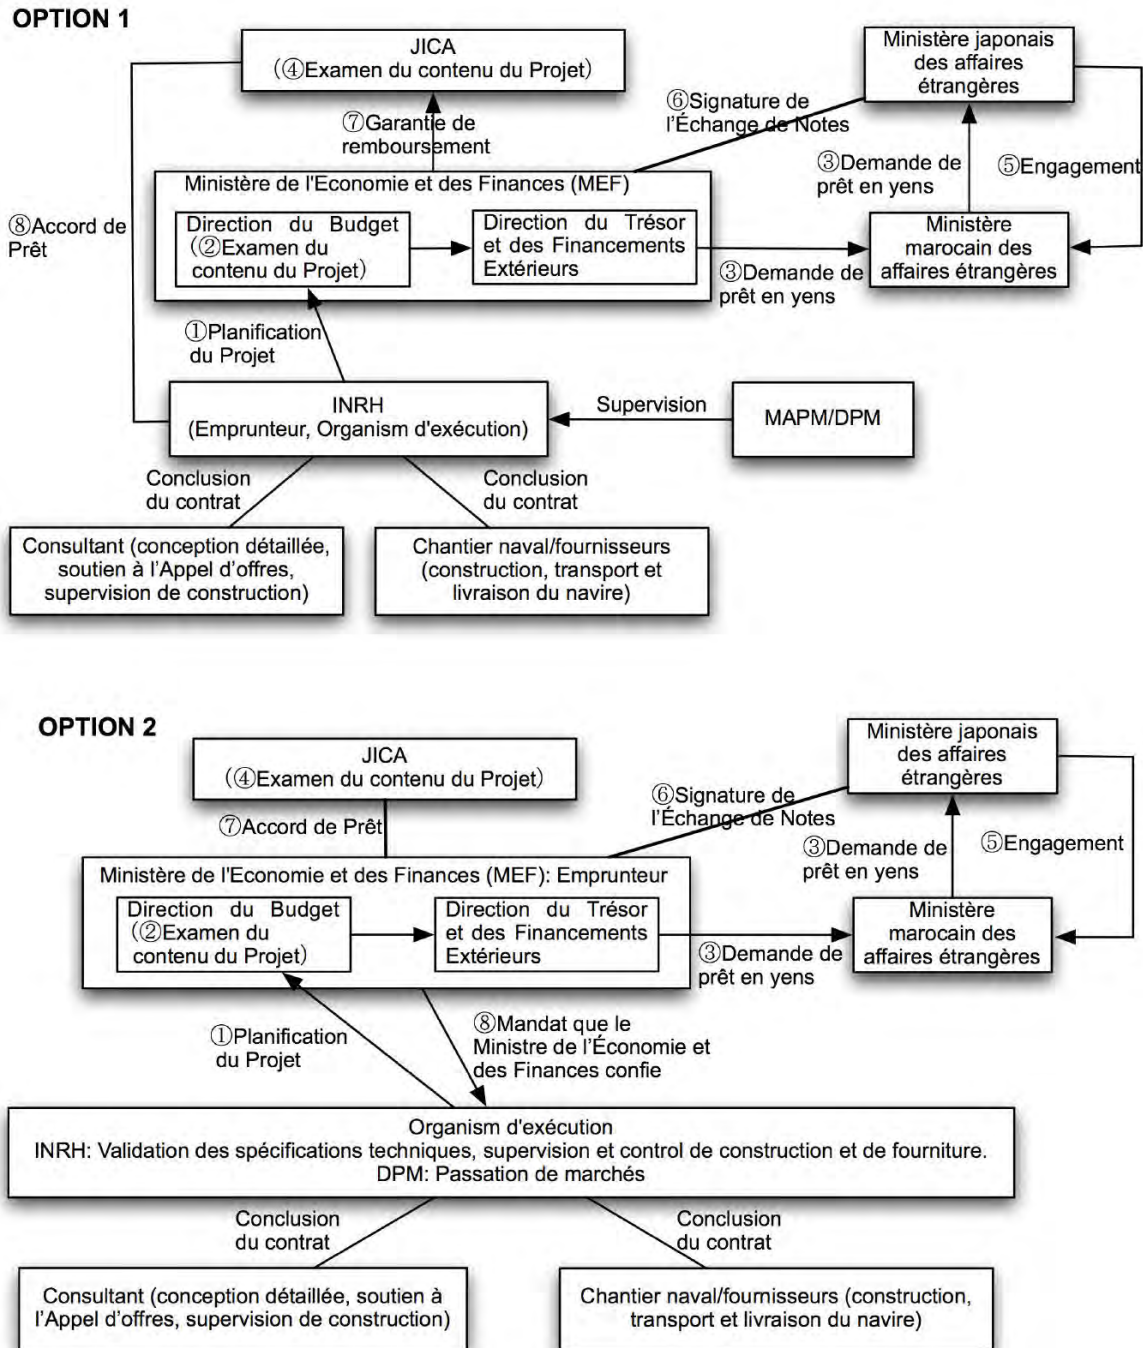 OPTION 1
JICA
(④Examen du contenu du Projet)
Ministère japonais
des affaires
étrangères
⑥Signature de
l'Échange de Notes
⑦Garantie de
remboursement
③Demande de
prêt en yens
⑤Engagement
Ministère de l'Economie et des Finances (MEF)
Direction du Budget
(②Examen du
contenu du Projet)
Direction du Trésor
et des Financements
Extérieurs
Ministère
marocain des
affaires étrangères
⑧Accord de
Prêt
③Demande de
prêt en yens
①Planification
du Projet
INRH
(Emprunteur, Organism d'exécution)
Supervision
MAPM/DPM
Conclusion
du contrat
Conclusion
du contrat
Consultant (conception détaillée,
soutien à l'Appel d'offres,
supervision de construction)
Chantier naval/fournisseurs
(construction, transport et
livraison du navire)
OPTION 2
JICA
(④Examen du contenu du Projet)
Ministère japonais
des affaires
étrangères
⑥Signature de
l'Échange de Notes
⑦Accord de Prêt
③Demande de
prêt en yens
⑤Engagement
Ministère de l'Economie et des Finances (MEF): Emprunteur
Direction du Budget
(②Examen du
contenu du Projet)
Direction du Trésor
et des Financements
Extérieurs
Ministère
marocain des
affaires étrangères
③Demande de
prêt en yens
①Planification
du Projet
⑧Mandat que le
Ministre de l'Économie et
des Finances confie
Organism d'exécution
INRH: Validation des spécifications techniques, supervision et control de construction et de fourniture.
DPM: Passation de marchés
Conclusion
du contrat
Conclusion
du contrat
Consultant (conception détaillée, soutien à
l'Appel d'offres, supervision de construction)
Chantier naval/fournisseurs (construction,
transport et livraison du navire)